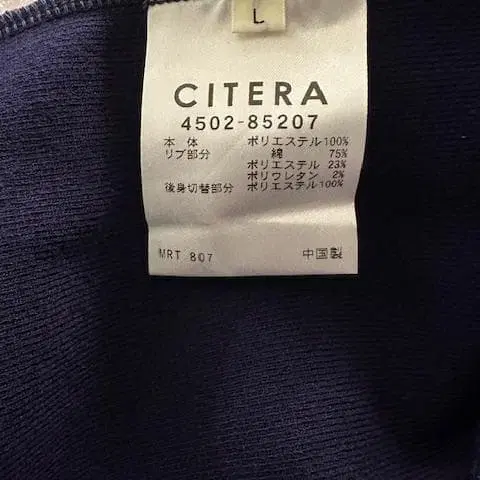 L
CITERA
4502-85207
本体 ポリエステル100%
リブ部分 綿 75%
ポリエステル 23%
ポリウレタン 2%
後身切替部分 ポリエステル100%
MRT 807 中国製